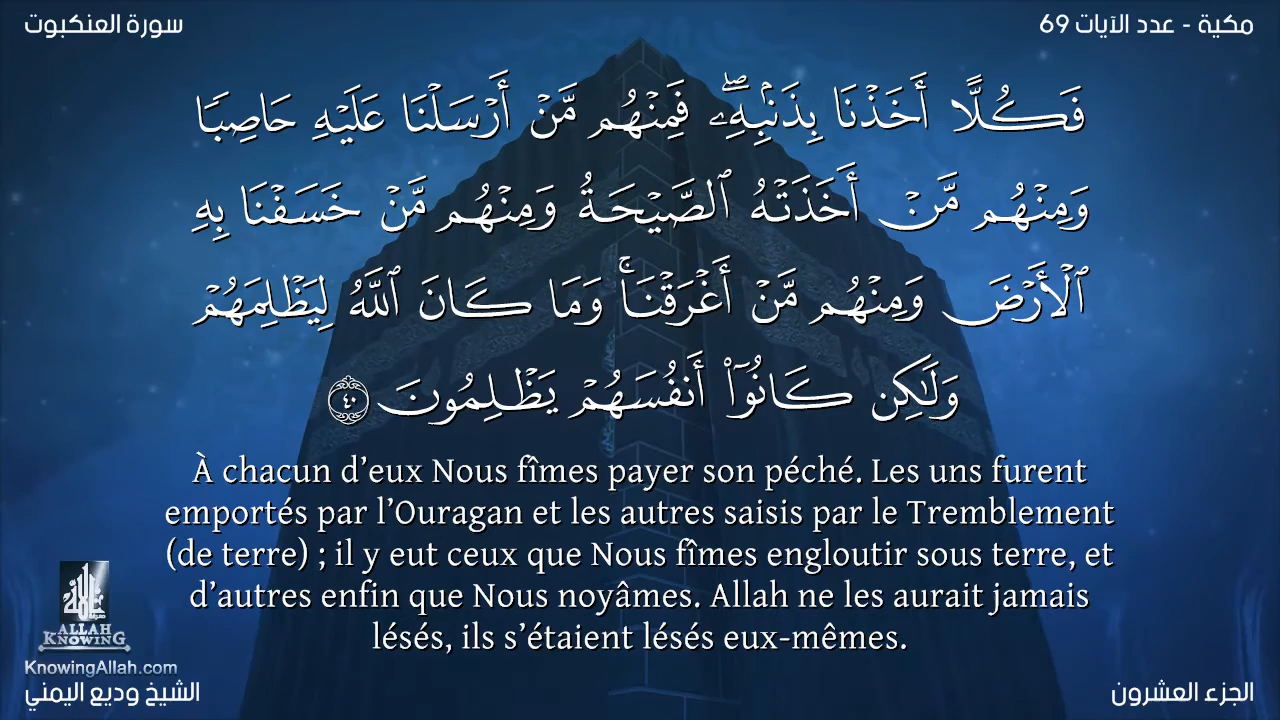 مكية - عدد الآيات 69
سورة العنكبوت
فَكُلًّا أَخَذْنَا بِذَنۢبِهِۦۖ فَمِنْهُم مَّنْ أَرْسَلْنَا عَلَيْهِ حَاصِبًا
وَمِنْهُم مَّنْ أَخَذَتْهُ ٱلصَّيْحَةُ وَمِنْهُم مَّنْ خَسَفْنَا بِهِ
ٱلْأَرْضَ وَمِنْهُم مَّنْ أَغْرَقْنَاۚ وَمَا كَانَ ٱللَّهُ لِيَظْلِمَهُمْ
وَلَٰكِن كَانُوٓا۟ أَنفُسَهُمْ يَظْلِمُونَ ٤٠
À chacun d’eux Nous fîmes payer son péché. Les uns furent
emportés par l’Ouragan et les autres saisis par le Tremblement
(de terre) ; il y eut ceux que Nous fîmes engloutir sous terre, et
d’autres enfin que Nous noyâmes. Allah ne les aurait jamais
lésés, ils s’étaient lésés eux-mêmes.
ALLAH
KNOWING
KnowingAllah.com
الجزء العشرون
الشيخ وديع اليمني